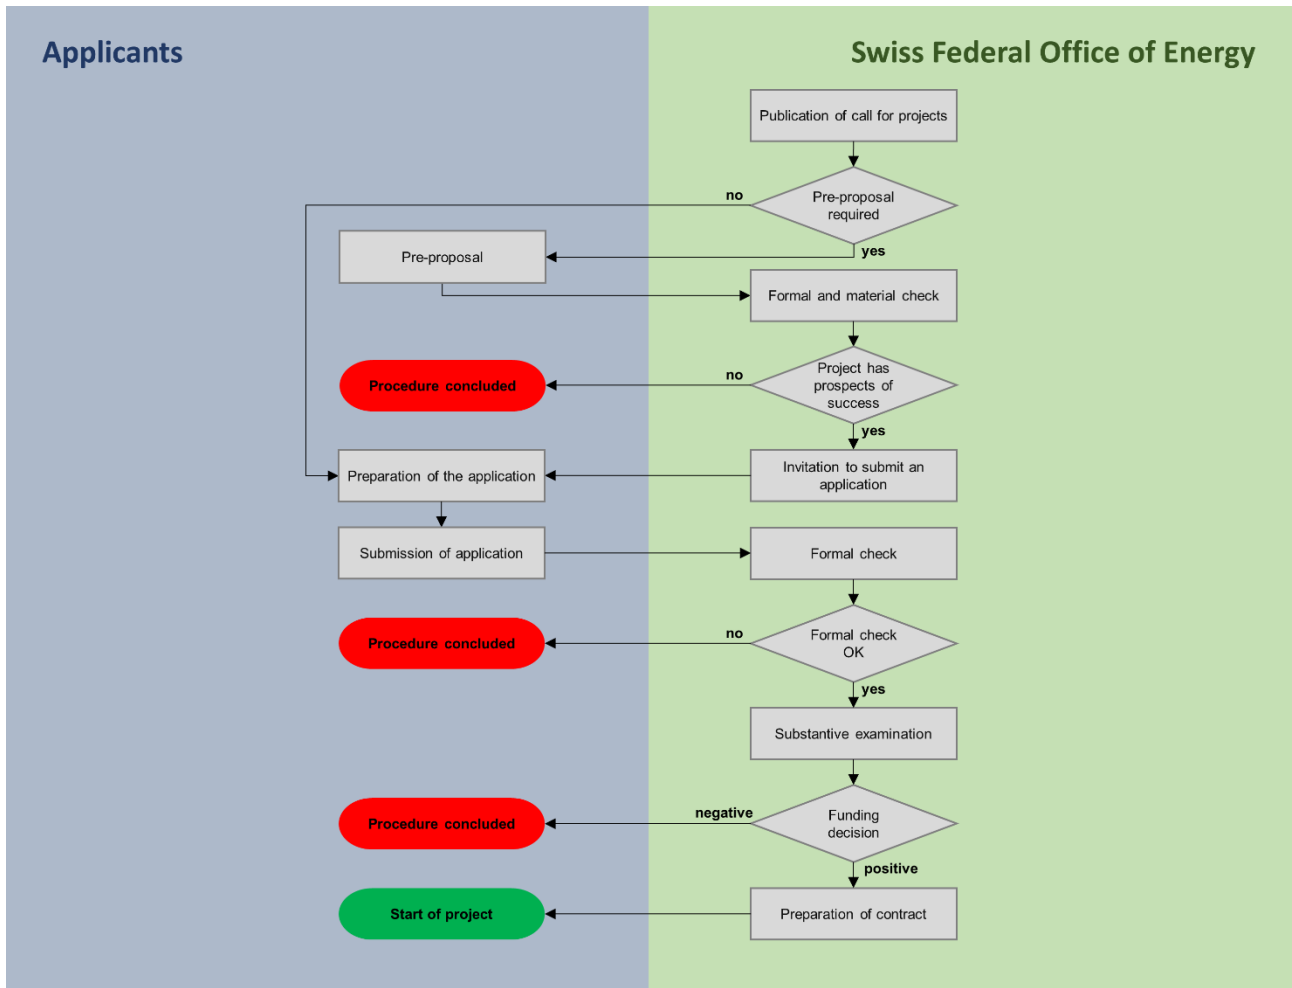 Applicants
Swiss Federal Office of Energy
Publication of call for projects
no
Pre-proposal
required
yes
Pre-proposal
Formal and material check
Procedure concluded
no
Project has
prospects of
success
yes
Preparation of the application
Invitation to submit an
application
Submission of application
Formal check
Procedure concluded
no
Formal check
OK
yes
Substantive examination
Procedure concluded
negative
Funding
decision
positive
Start of project
Preparation of contract